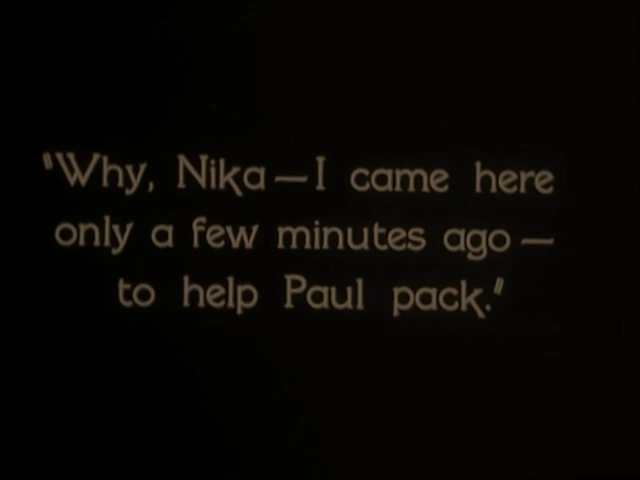 "Why, Nika—I came here
only a few minutes ago—
to help Paul pack."